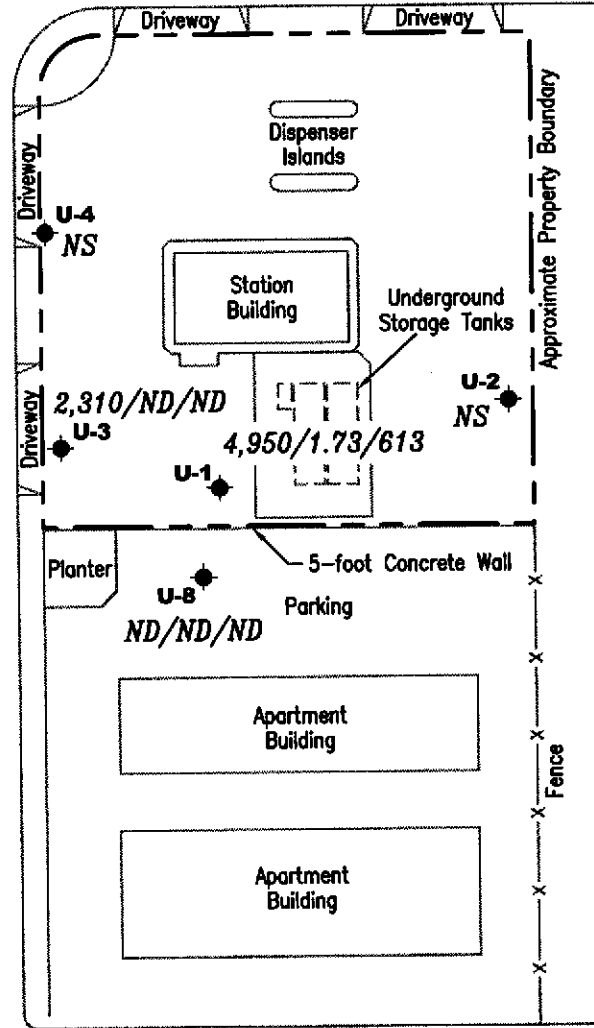 Driveway
Driveway
Dispenser
Islands
Approximate Property Boundary
Driveway
U-4
NS
Station
Building
Underground
Storage Tanks
U-2
NS
2,310/ND/ND
Driveway
U-3
4,950/1.73/613
U-1
5-foot Concrete Wall
Planter
U-8
Parking
ND/ND/ND
Apartment
Building
Fence
Apartment
Building